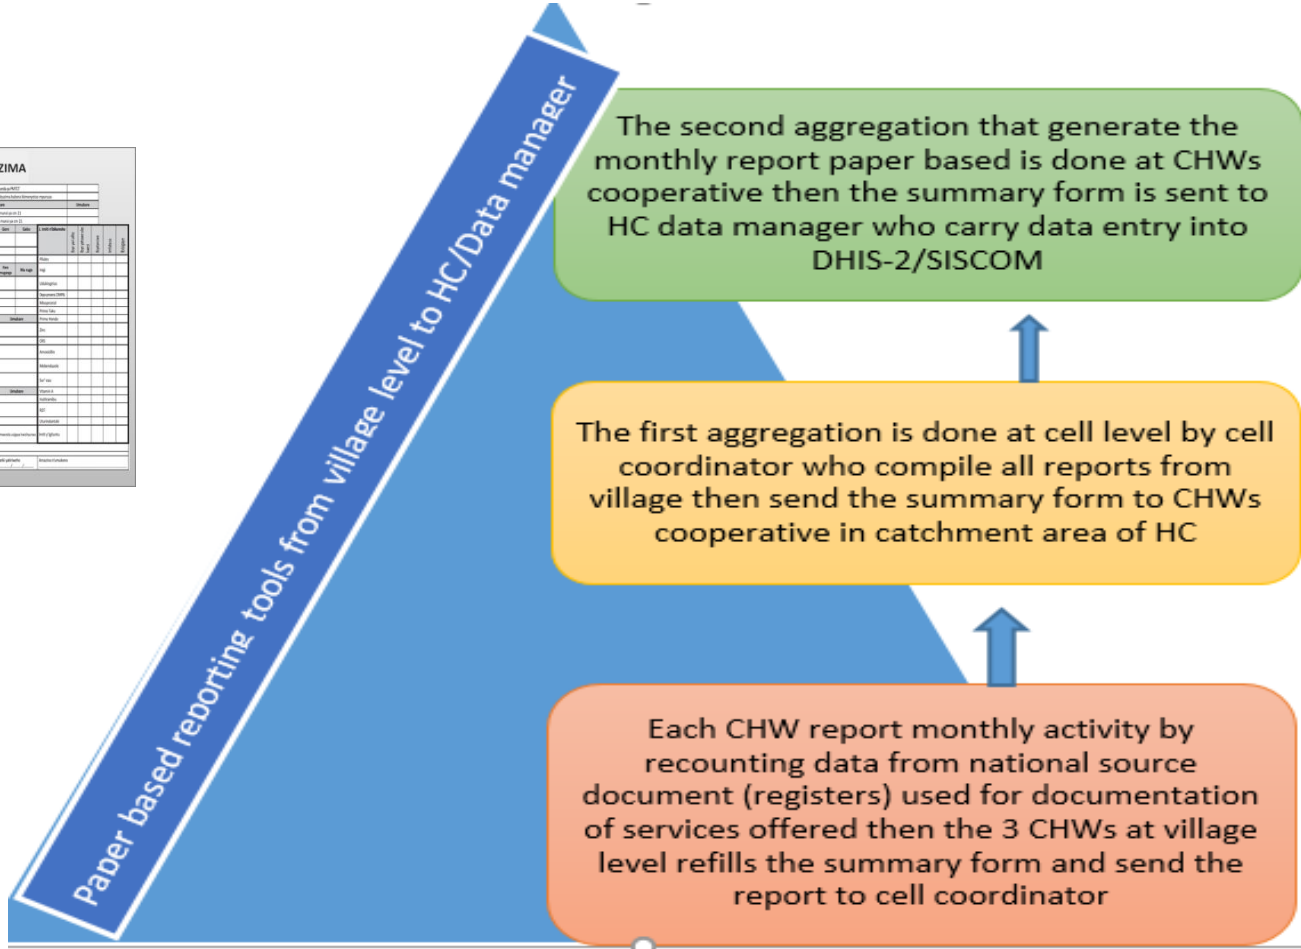 ZIMA
Paper based reporting tools from village level to HC/Data manager
The second aggregation that generate the
monthly report paper based is done at CHWs
cooperative then the summary form is sent to
HC data manager who carry data entry into
DHIS-2/SISCOM
The first aggregation is done at cell level by cell
coordinator who compile all reports from
village then send the summary form to CHWs
cooperative in catchment area of HC
Each CHW report monthly activity by
recounting data from national source
document (registers) used for documentation
of services offered then the 3 CHWs at village
level refills the summary form and send the
report to cell coordinator